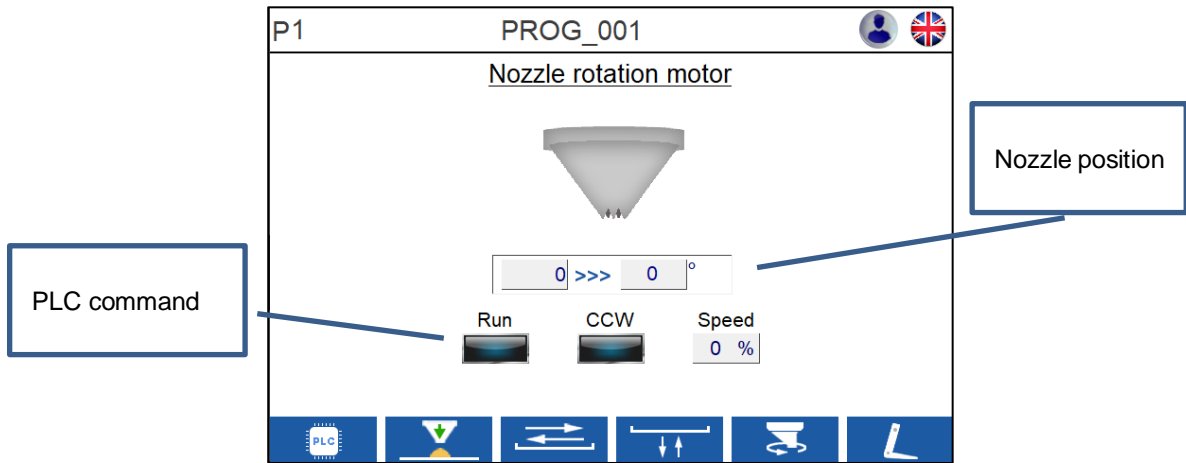 P1 PROG_001
Nozzle rotation motor
Nozzle position
0 >>> 0 º
PLC command
Run CCW Speed
0 %
PLC